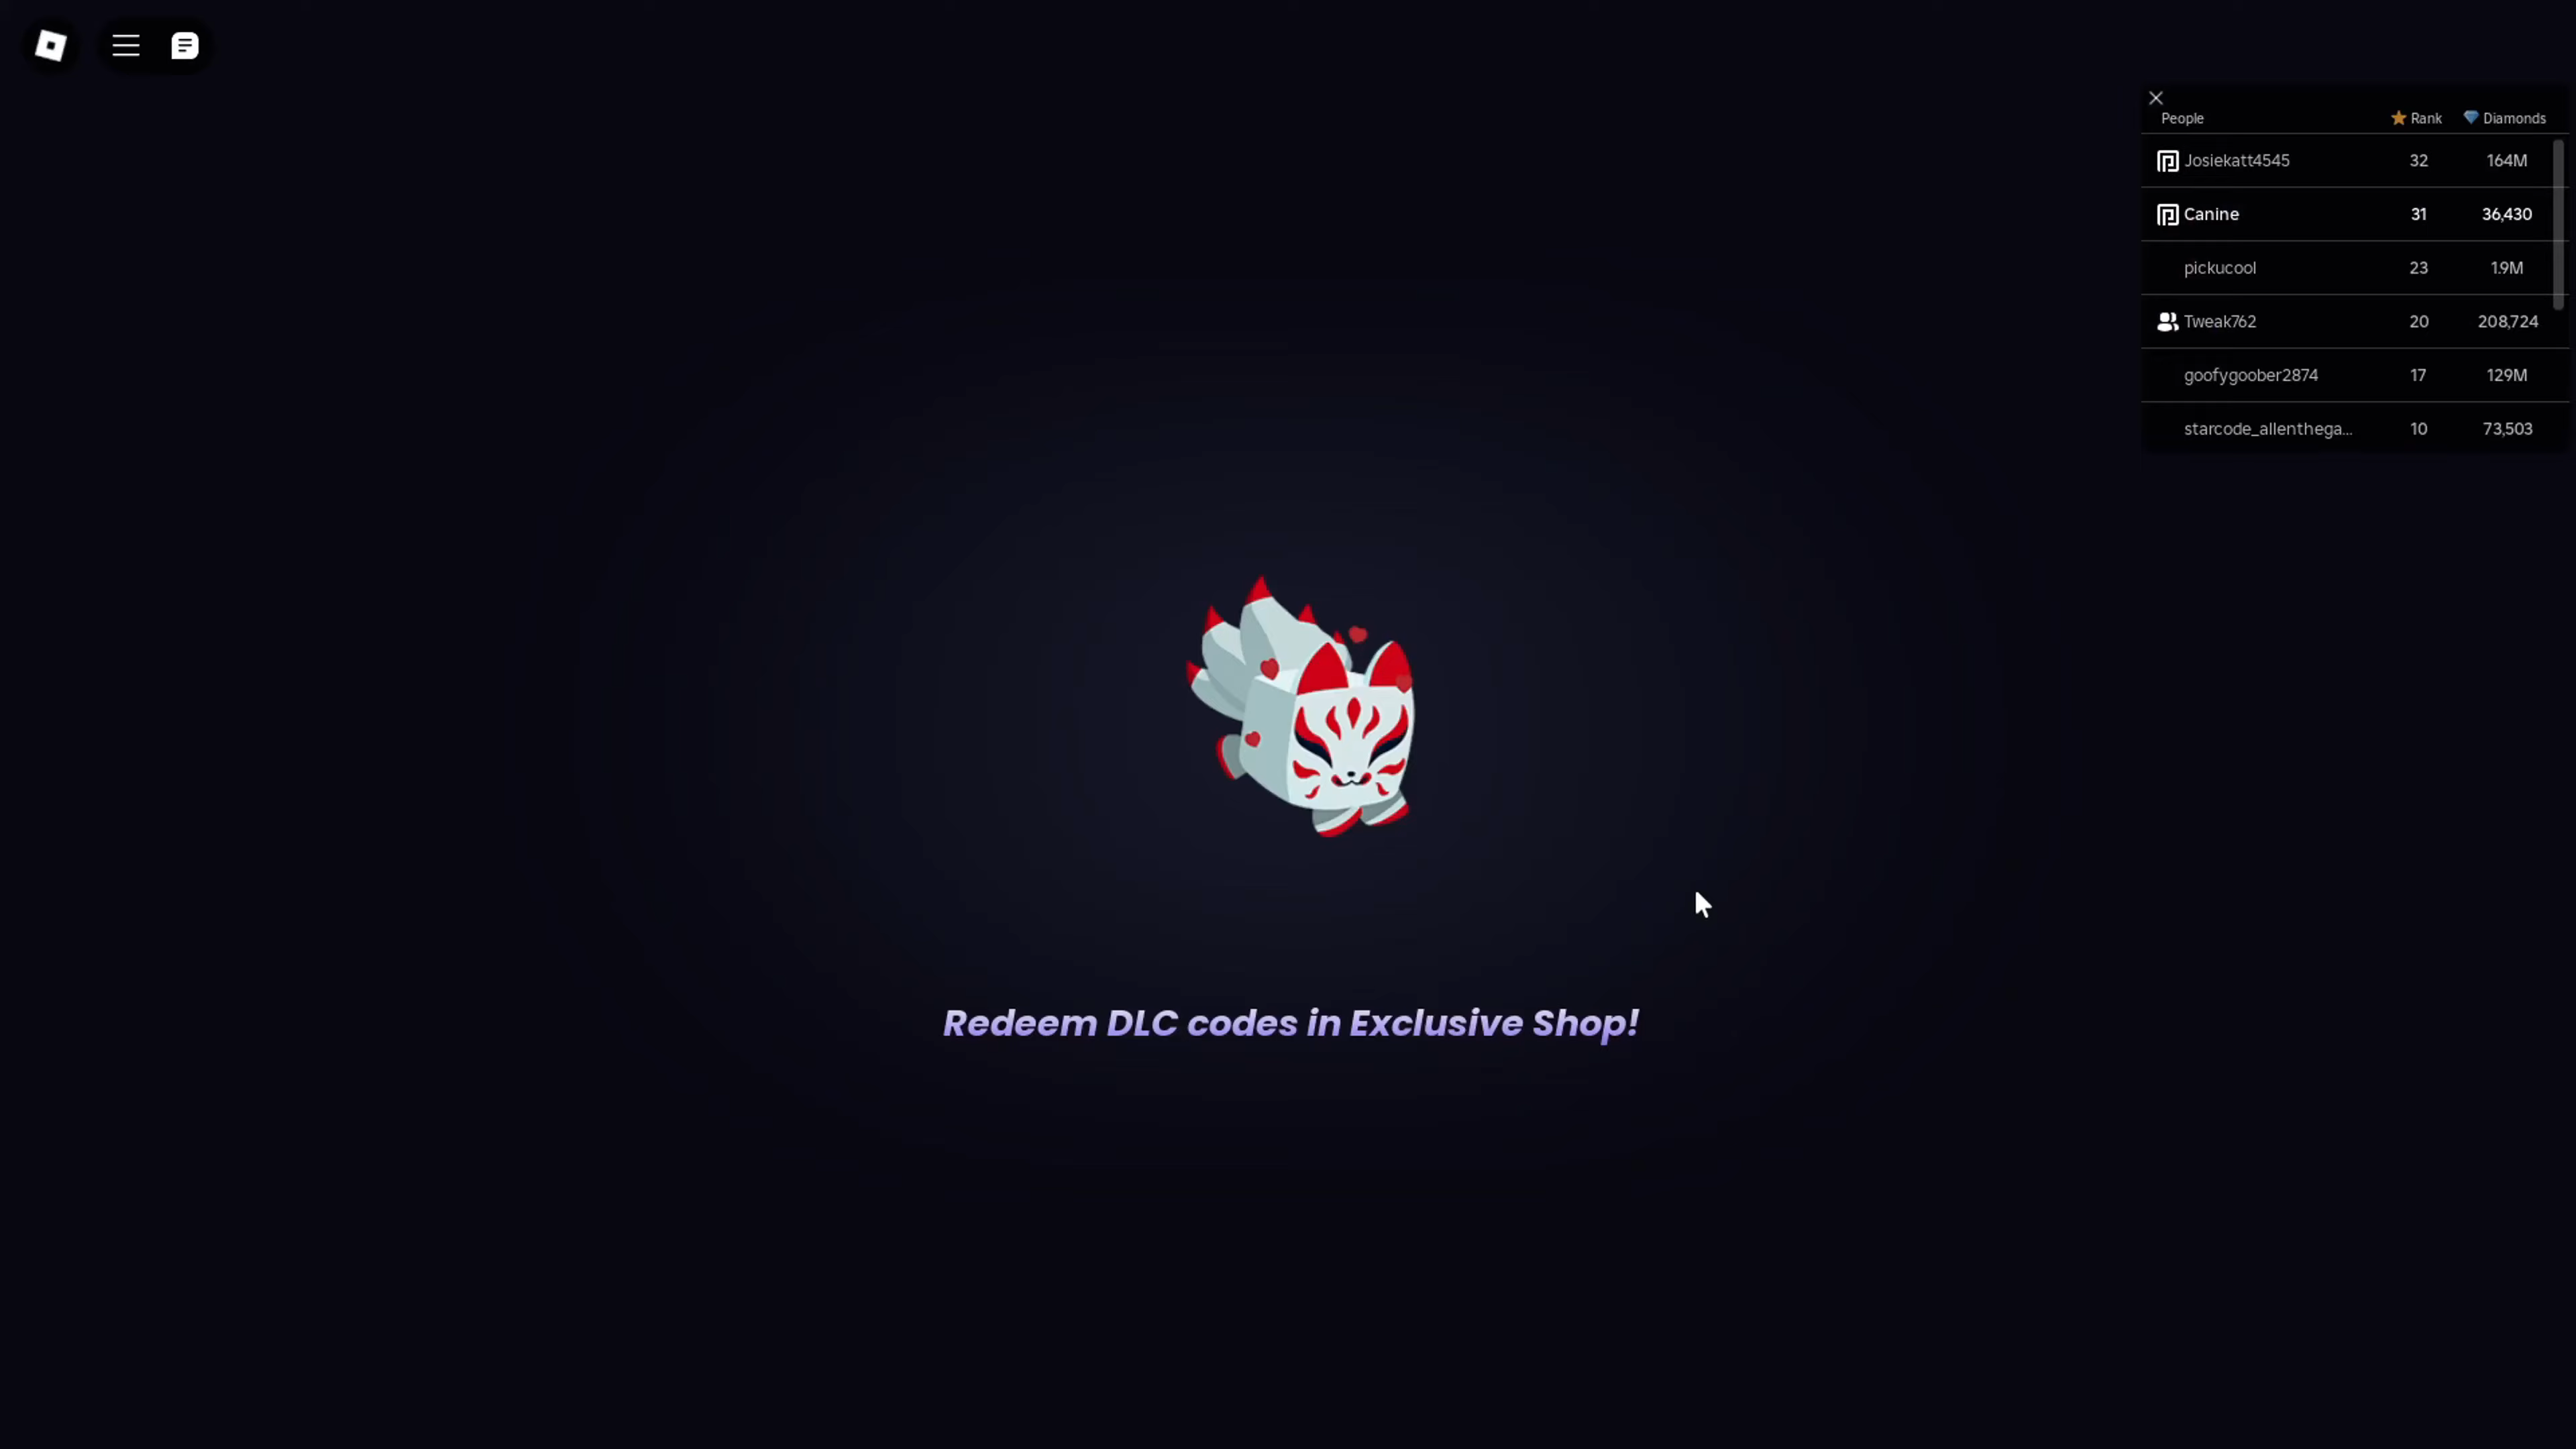 People Rank Diamonds
Josiekatt4545 32 164M
Canine 31 36,430
pickucool 23 1.9M
Tweak762 20 208,724
goofygoober2874 17 129M
starcode_allenthega... 10 73,503
Redeem DLC codes in Exclusive Shop!